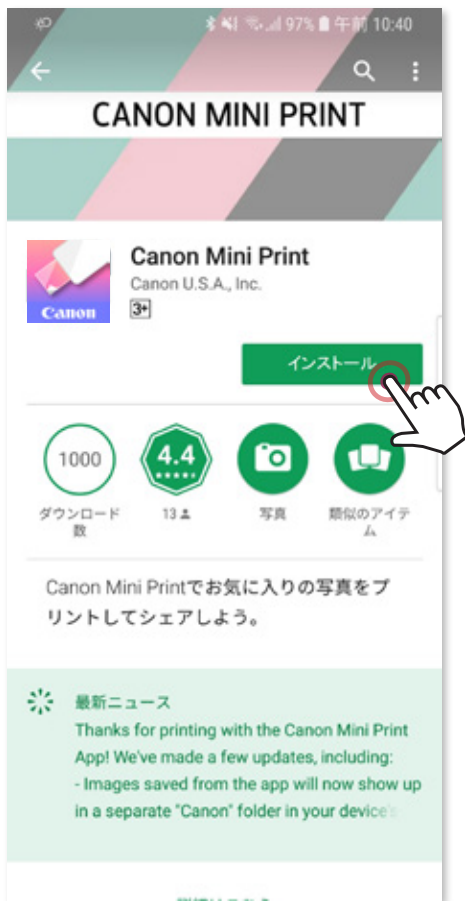 97% 午前 10:40
CANON MINI PRINT
Canon Mini Print
Canon U.S.A., Inc.
Canon
3+
インストール
1000
4.4
ダウンロード
数
13
写真
類似のアイテ
ム
Canon Mini Printでお気に入りの写真をプ
リントしてシェアしよう。
最新ニュース
Thanks for printing with the Canon Mini Print
App! We've made a few updates, including:
- Images saved from the app will now show up
in a separate "Canon" folder in your device's